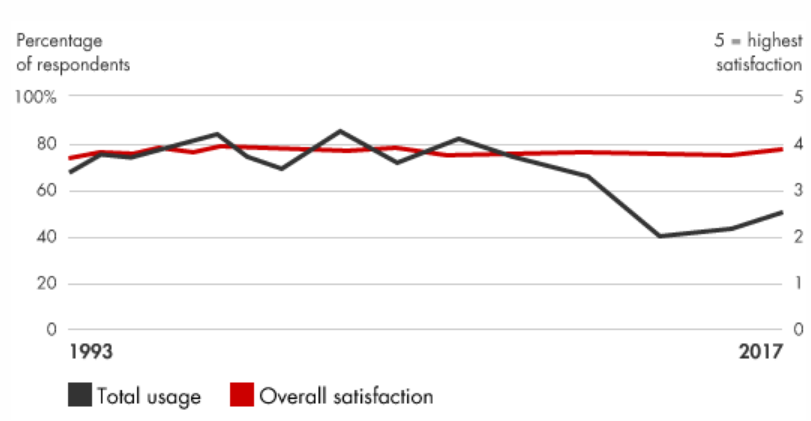 Percentage
of respondents
5 = highest
satisfaction
100%
5
80
4
60
3
40
2
20
1
0
0
1993
2017
Total usage
Overall satisfaction